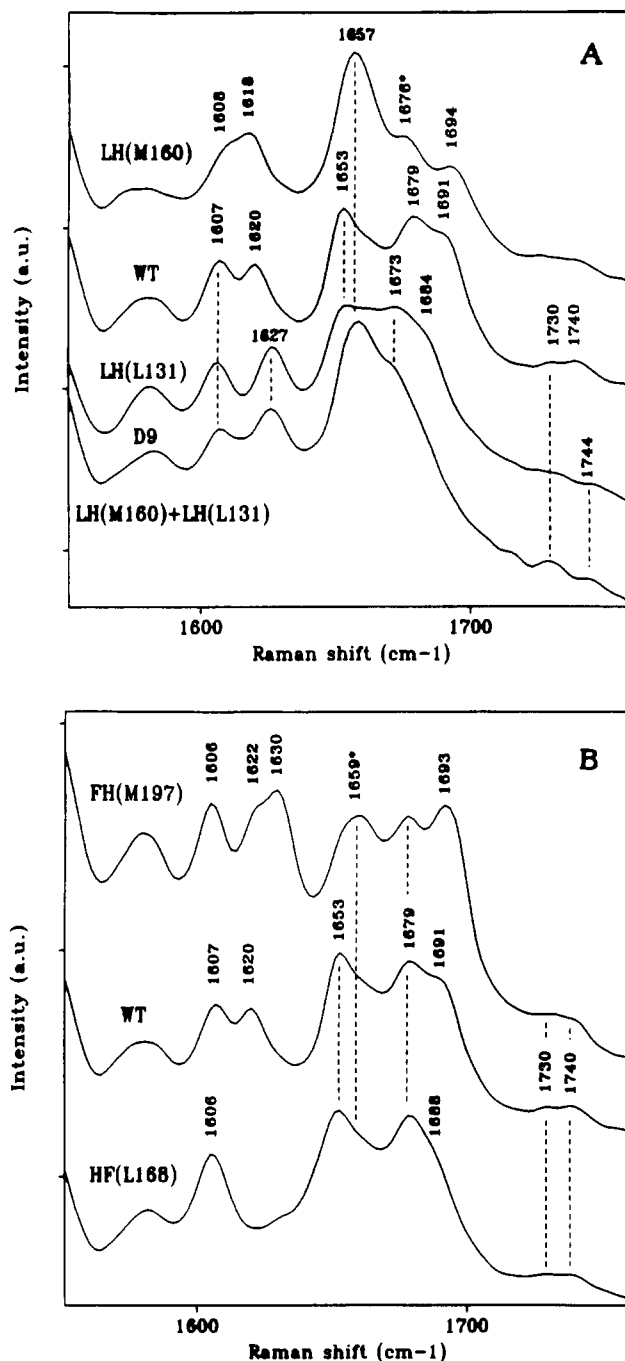 A
1657
1608
1618
1676*
1694
LH(M160)
1653
1679
1691
1607
1620
WT
1673
1684
1627
1730
1740
LH(L131)
D9
1744
LH(M160)+LH(L131)
Intensity (a.u.)
1600
1700
Raman shift (cm-1)
B
FH(M197)
1606
1622
1630
1659*
1693
1653
1679
1691
1607
1620
WT
1730
1740
1606
1688
HF(L168)
Intensity (a.u.)
1600
1700
Raman shift (cm-1)